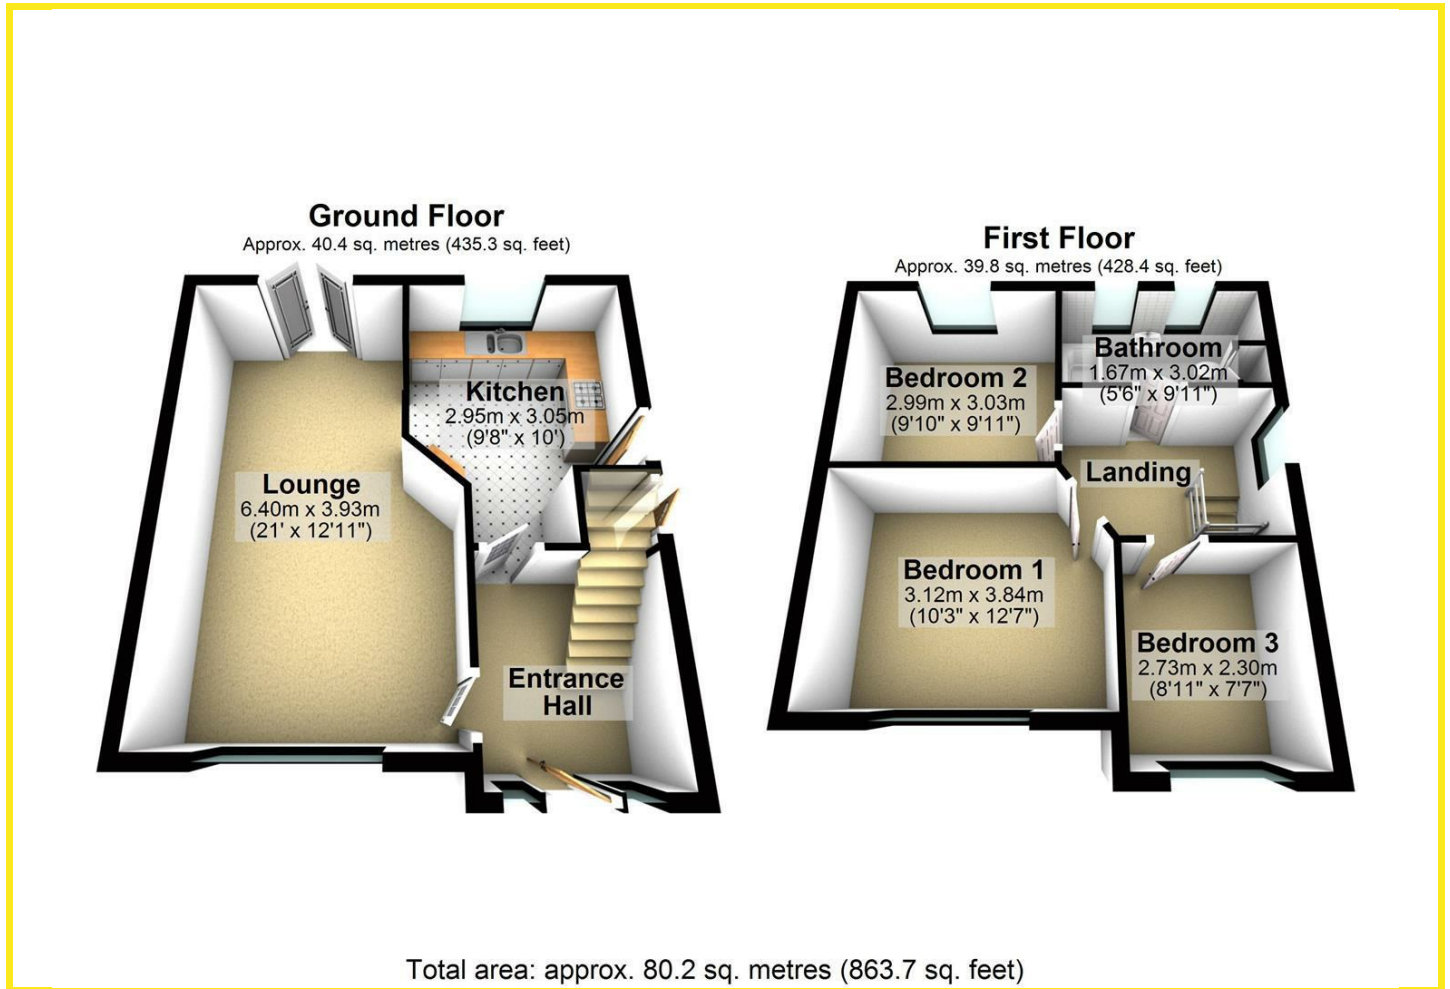 Ground Floor
Approx. 40.4 sq. metres (435.3 sq. feet)
Kitchen
2.95m x 3.05m
(9'8" x 10')
Lounge
6.40m x 3.93m
(21' x 12'11")
Entrance
Hall
First Floor
Approx. 39.8 sq. metres (428.4 sq. feet)
Bathroom
1.67m x 3.02m
(5'6" x 9'11")
Bedroom 2
2.99m x 3.03m
(9'10" x 9'11")
Landing
Bedroom 1
3.12m x 3.84m
(10'3" x 12'7")
Bedroom 3
2.73m x 2.30m
(8'11" x 7'7")
Total area: approx. 80.2 sq. metres (863.7 sq. feet)